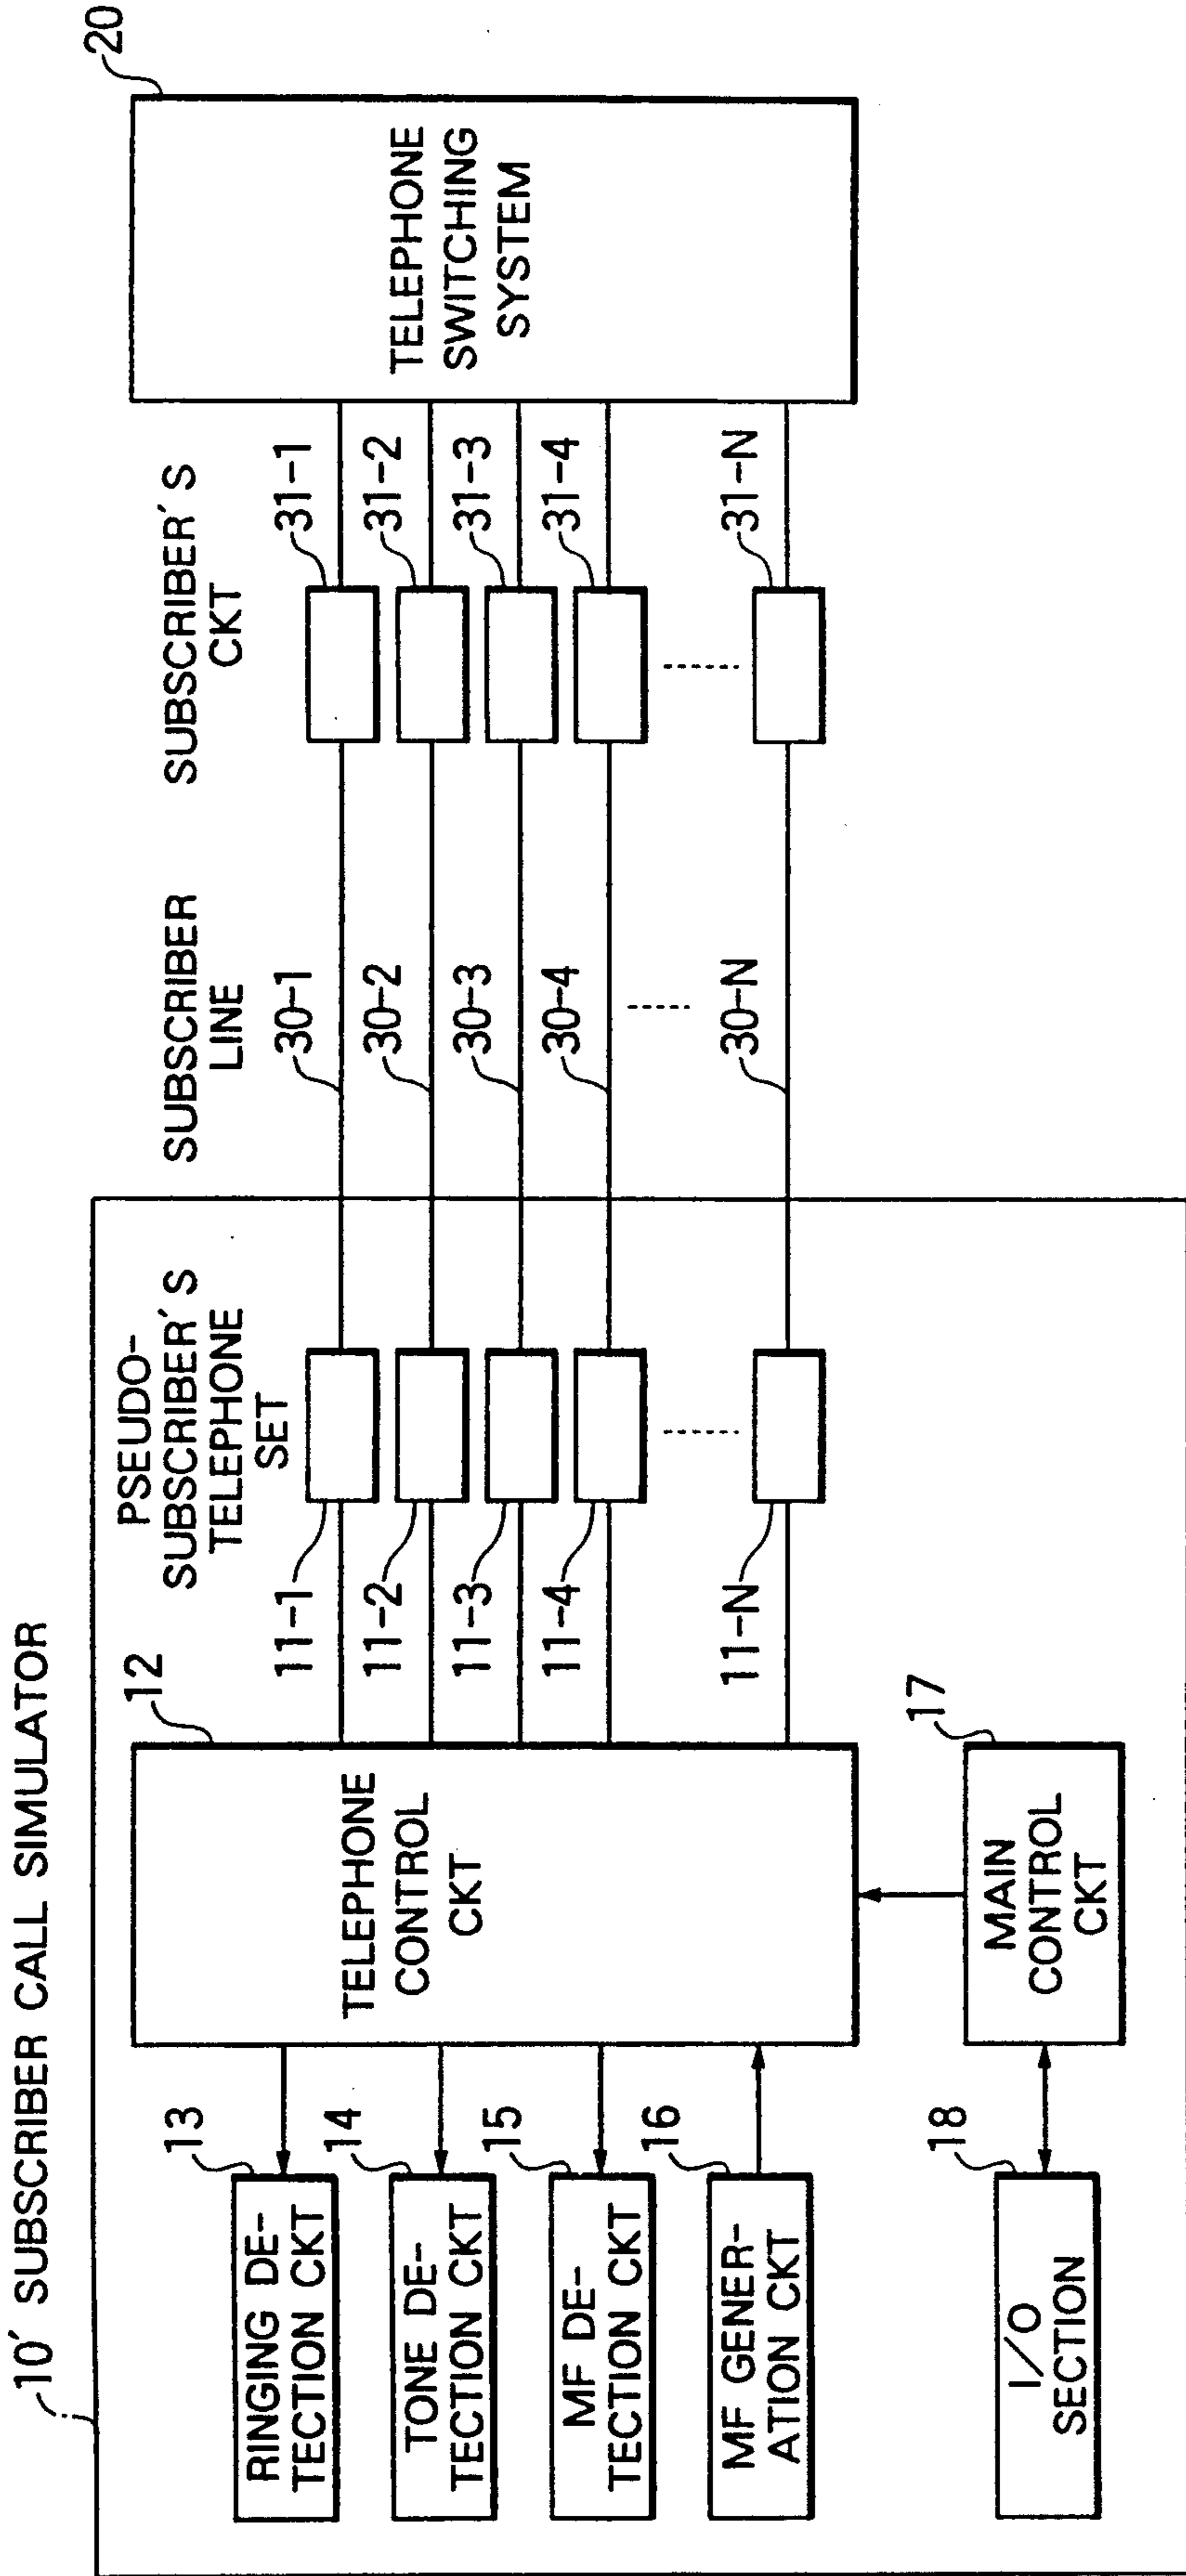 10′ SUBSCRIBER CALL SIMULATOR
RINGING DE-
TECTION CKT
13
TONE DE-
TECTION CKT
14
MF DE-
TECTION CKT
15
MF GENER-
ATION CKT
16
I/O
SECTION
18
TELEPHONE
CONTROL
CKT
12
MAIN
CONTROL
CKT
17
PSEUDO-
SUBSCRIBER′S
TELEPHONE
SET
11-1
11-2
11-3
11-4
11-N
SUBSCRIBER
LINE
30-1
30-2
30-3
30-4
30-N
SUBSCRIBER′S
CKT
31-1
31-2
31-3
31-4
31-N
TELEPHONE
SWITCHING
SYSTEM
20